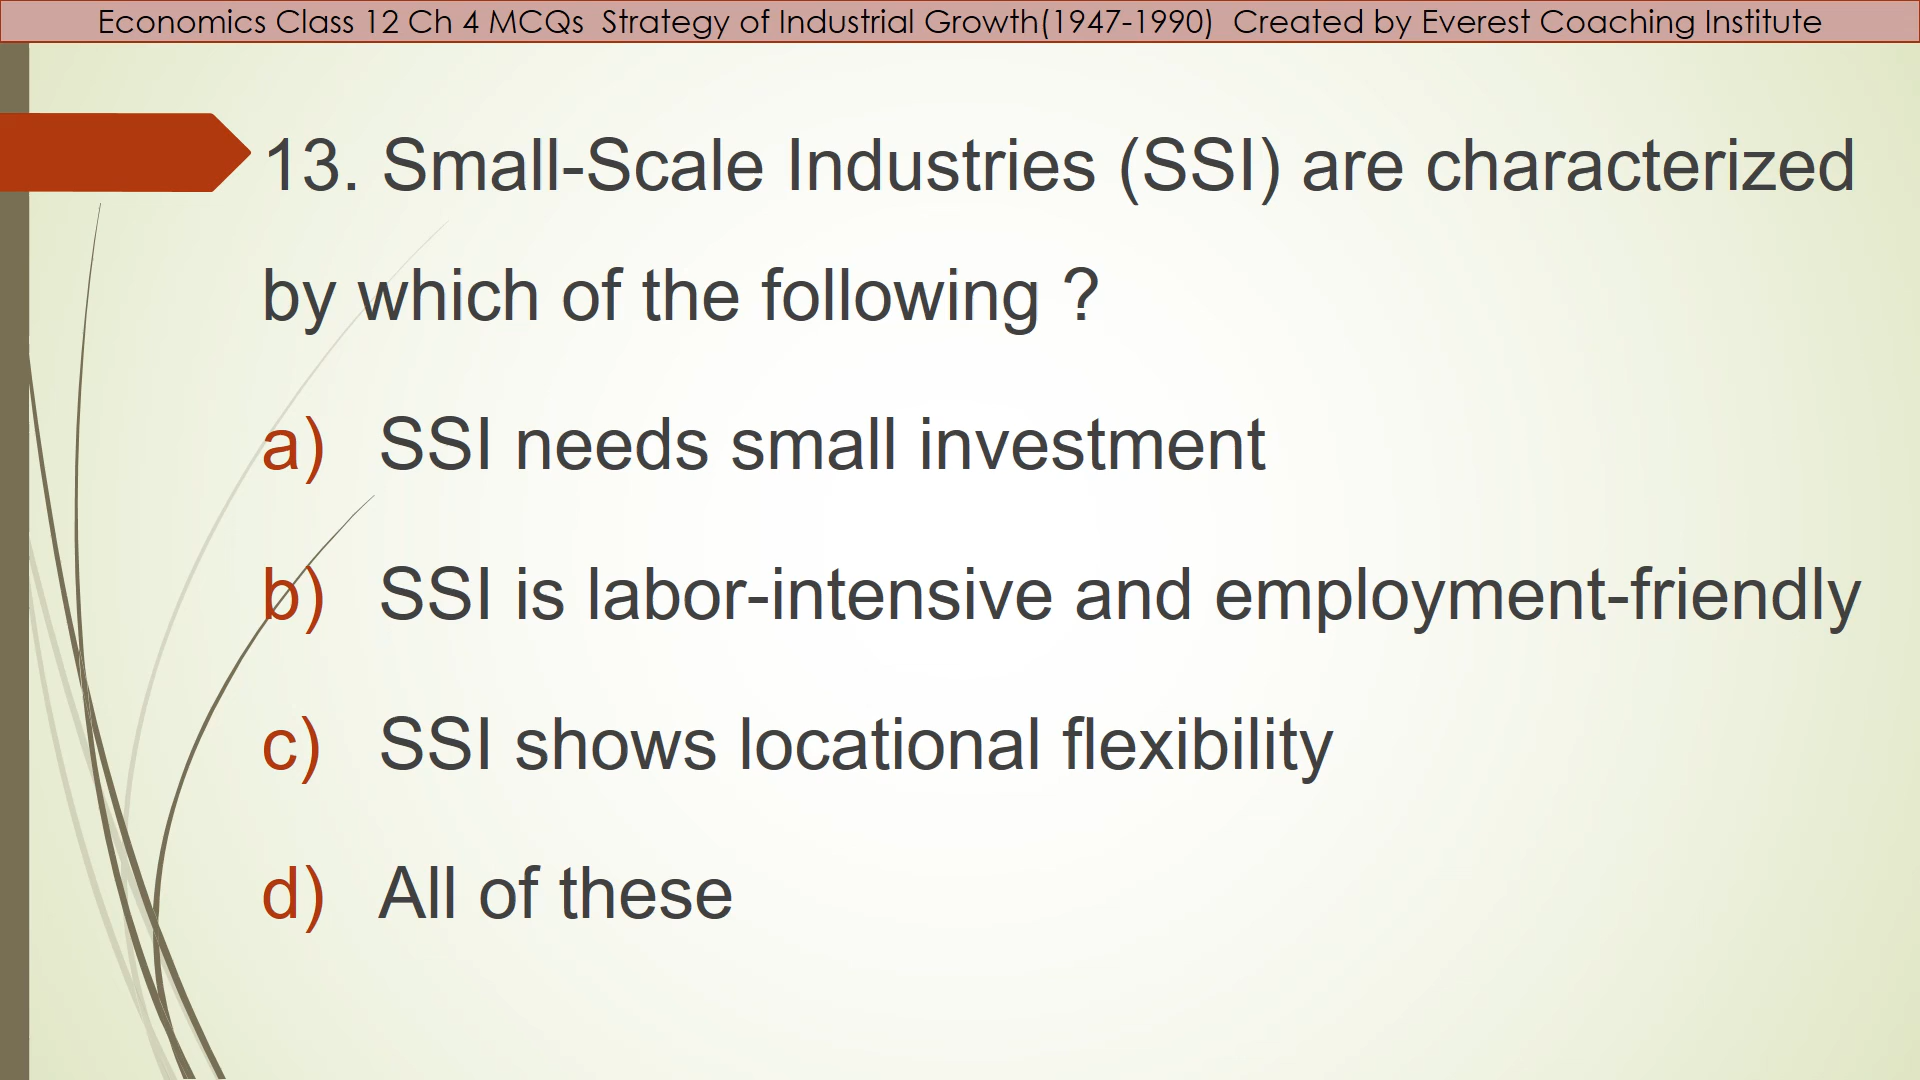 Economics Class 12 Ch 4 MCQs  Strategy of Industrial Growth(1947-1990)  Created by Everest Coaching Institute
13. Small-Scale Industries (SSI) are characterized
by which of the following ?
a) SSI needs small investment
b) SSI is labor-intensive and employment-friendly
c) SSI shows locational flexibility
d) All of these